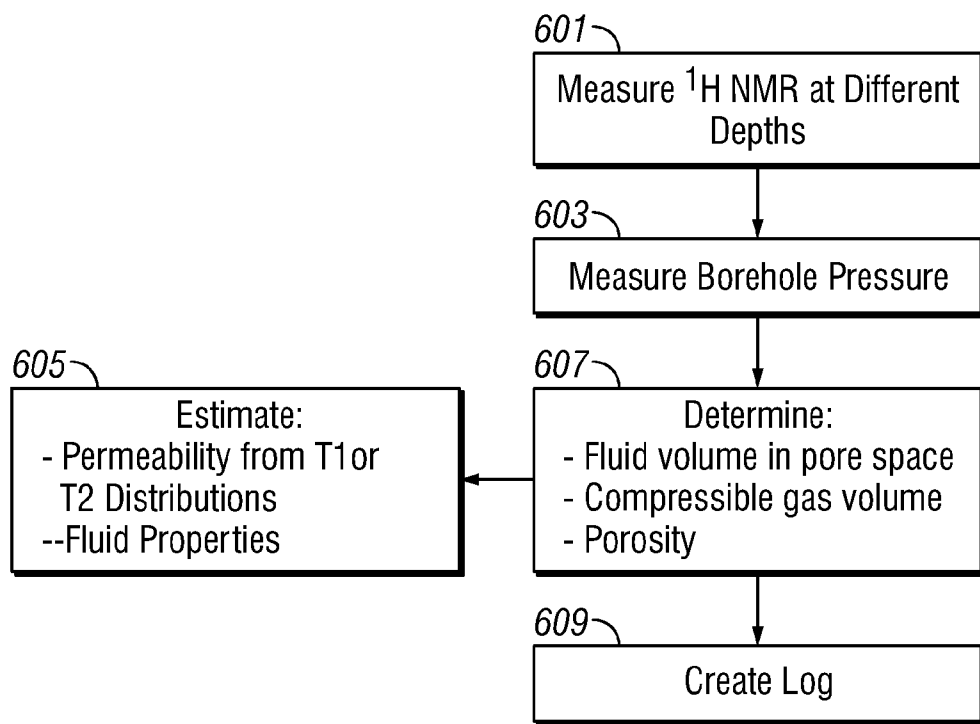 601
Measure ¹H NMR at Different
Depths
603
Measure Borehole Pressure
605
Estimate:
- Permeability from T1or
T2 Distributions
--Fluid Properties
607
Determine:
- Fluid volume in pore space
- Compressible gas volume
- Porosity
609
Create Log